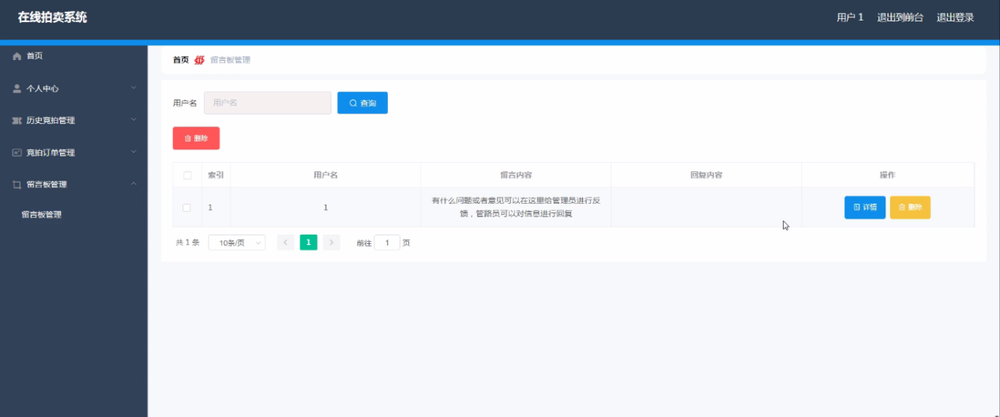 在线拍卖系统
用户 1 退出到前台 退出登录
首页
个人中心
历史竞拍管理
竞拍订单管理
留言板管理
留言板管理
首页 留言板管理
用户名 用户名 查询
删除
索引 用户名 留言内容 回复内容 操作
1 1 有什么问题或者意见可以在这里给管理员进行反
馈，管路员可以对信息进行回复 详情 删除
共 1 条 10条/页 1 前往 1 页